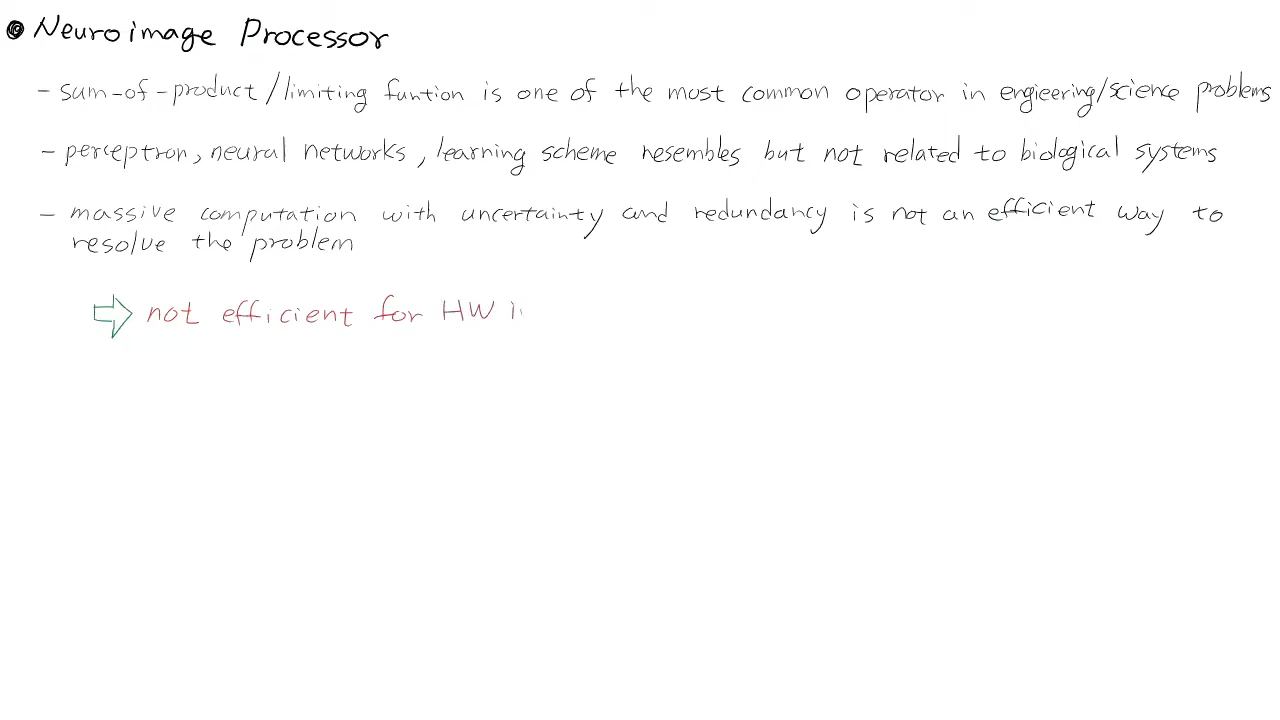 Neuroimage Processor
- sum-of-product/limiting funtion is one of the most common operator in engieering/science problems
- perceptron, neural networks, learning scheme resembles but not related to biological systems
- massive computation with uncertainty and redundancy is not an efficient way to
resolve the problem
⇨ not efficient for HW i